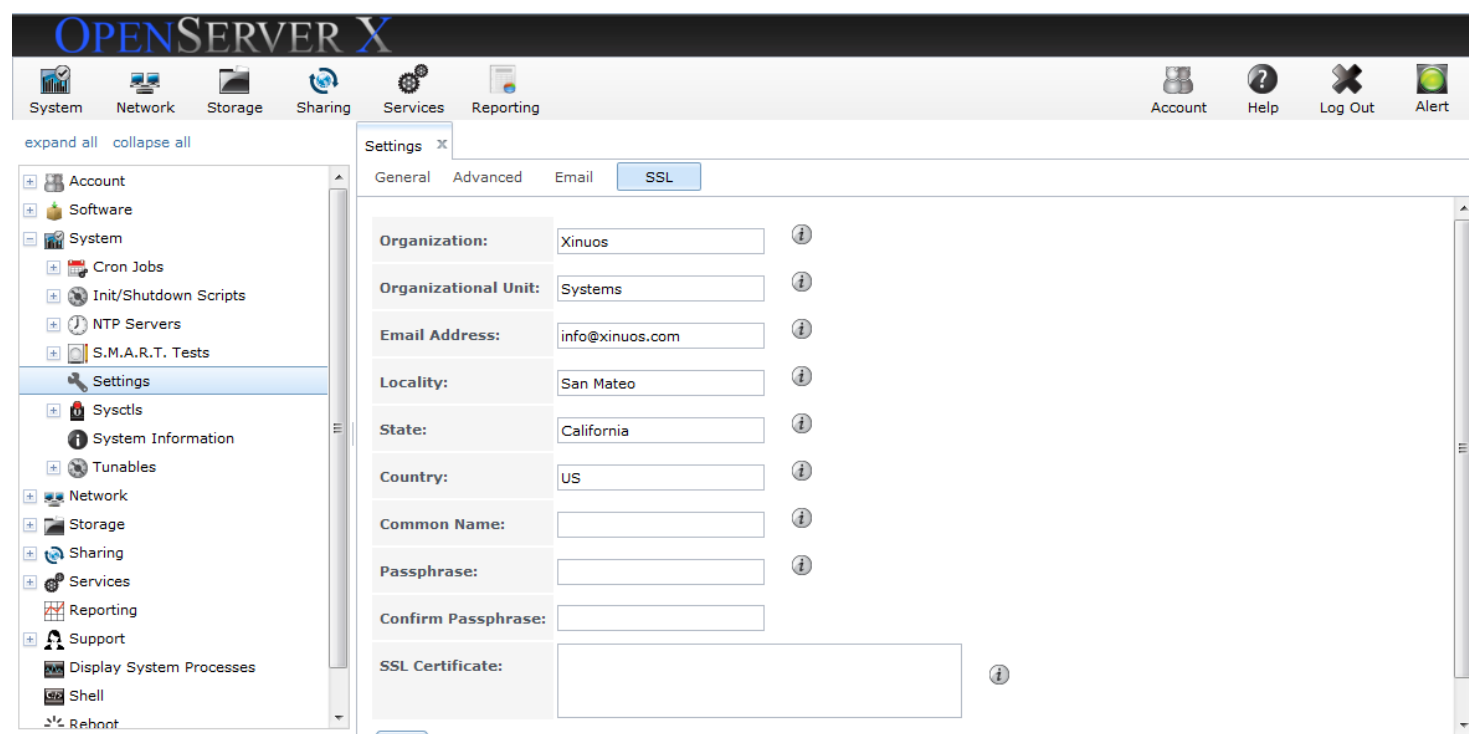 OPENSERVER X
System Network Storage Sharing Services Reporting Account Help Log Out Alert
expand all collapse all
Account
Software
System
Cron Jobs
Init/Shutdown Scripts
NTP Servers
S.M.A.R.T. Tests
Settings
Sysctls
System Information
Tunables
Network
Storage
Sharing
Services
Reporting
Support
Display System Processes
Shell
Reboot
Settings x
General Advanced Email SSL
Organization: Xinuos
Organizational Unit: Systems
Email Address: info@xinuos.com
Locality: San Mateo
State: California
Country: US
Common Name:
Passphrase:
Confirm Passphrase:
SSL Certificate: